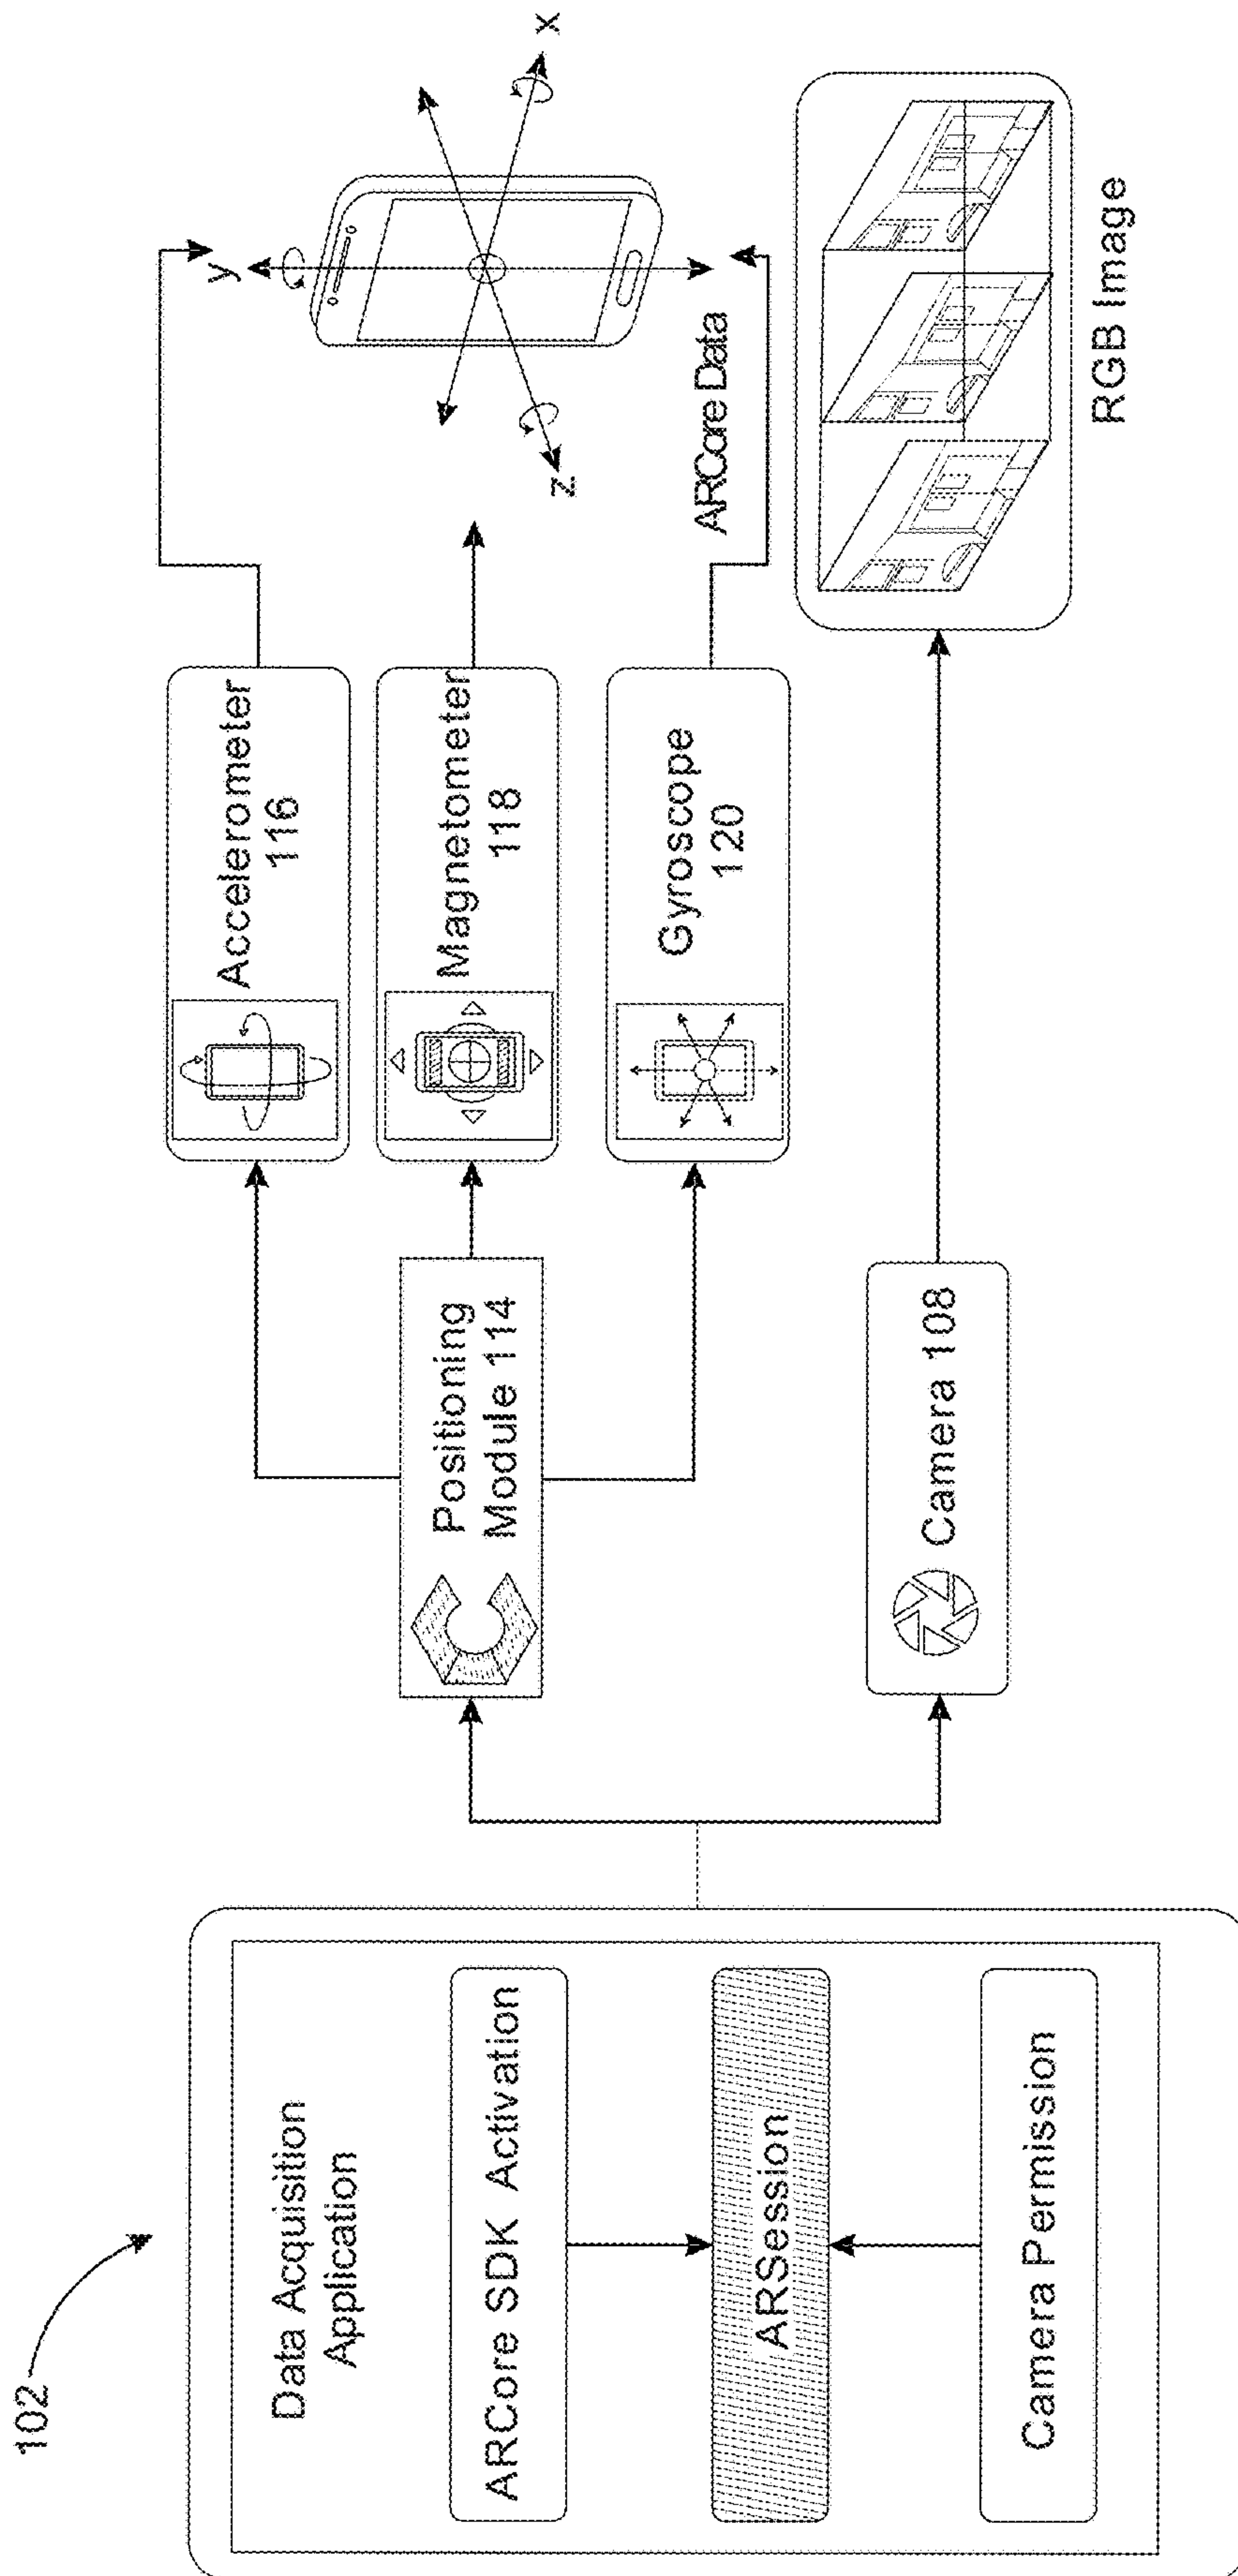 102
Data Acquisition
Application
ARCore SDK Activation
ARSession
Camera Permission
Positioning
Module 114
Camera 108
Accelerometer
116
Magnetometer
118
Gyroscope
120
y
x
z
ARCore Data
RGB Image